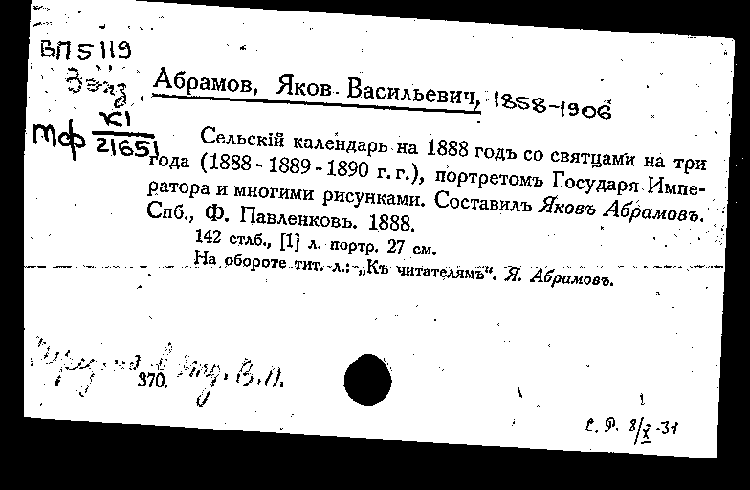 ВП5119
Абрамов, Яков Васильевич, 1858-1906
Мф К1/21651
Сельскій календарь на 1888 годъ со святцами на три
года (1888-1889-1890 г.г.), портретомъ Государя Импе-
ратора и многими рисунками. Составилъ Яковъ Абрамовъ.
Спб., Ф. Павленковъ. 1888.
142 стлб., [1] л. портр. 27 см.
На обороте тит. л.: „Къ читателямъ“. Я. Абрамовъ.
В.П.
370.
С. Р. 8/X-31